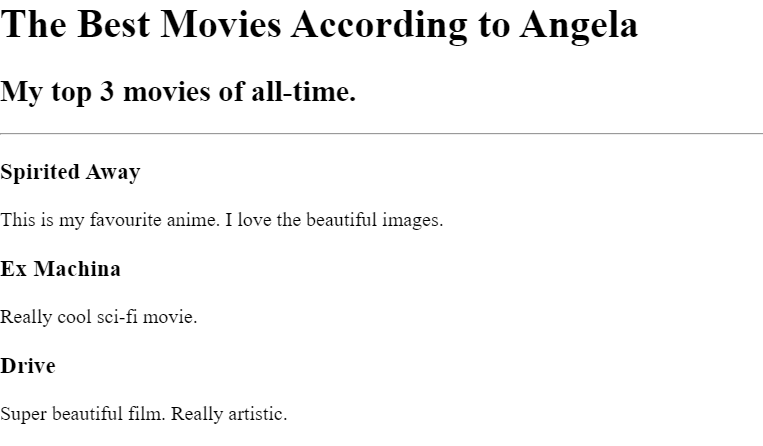 The Best Movies According to Angela
My top 3 movies of all-time.
Spirited Away
This is my favourite anime. I love the beautiful images.
Ex Machina
Really cool sci-fi movie.
Drive
Super beautiful film. Really artistic.